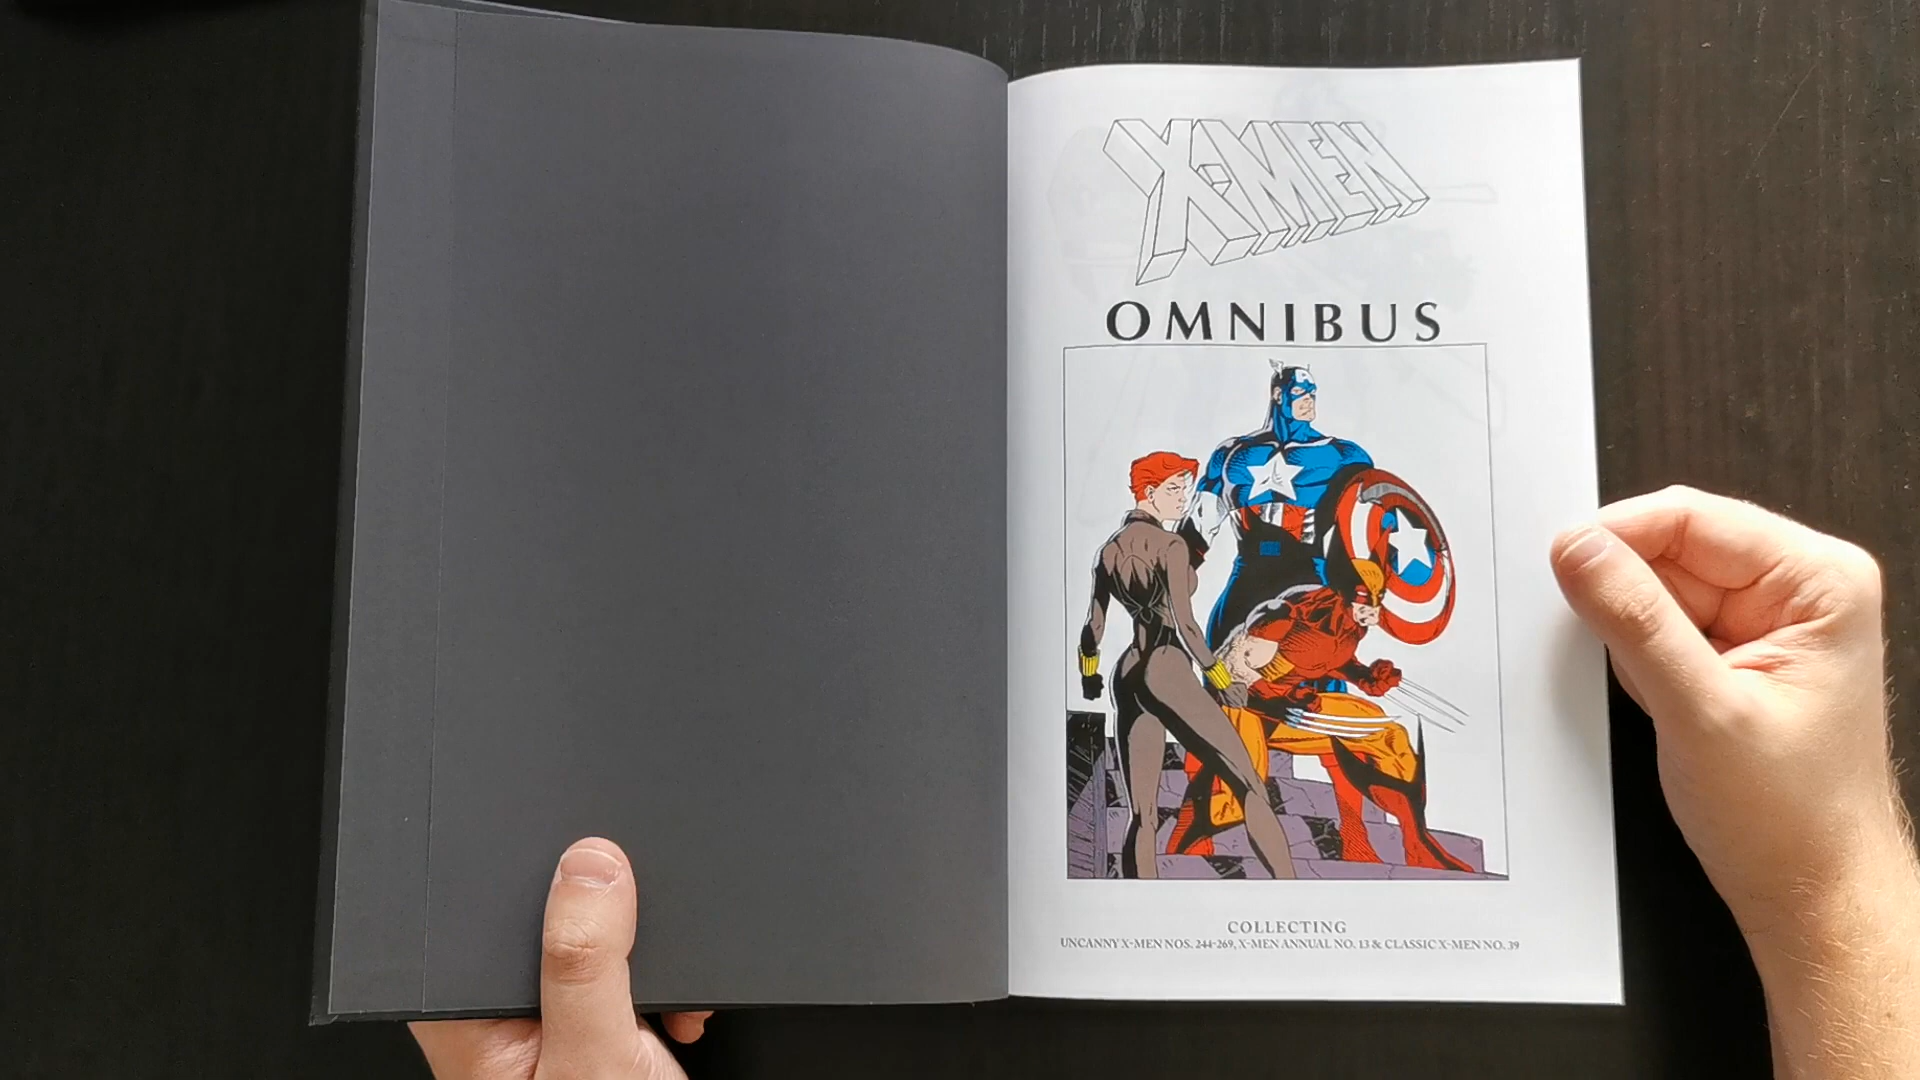 X-MEN
OMNIBUS
COLLECTING
UNCANNY X-MEN NOS. 244-269, X-MEN ANNUAL NO. 13 & CLASSIC X-MEN NO. 39